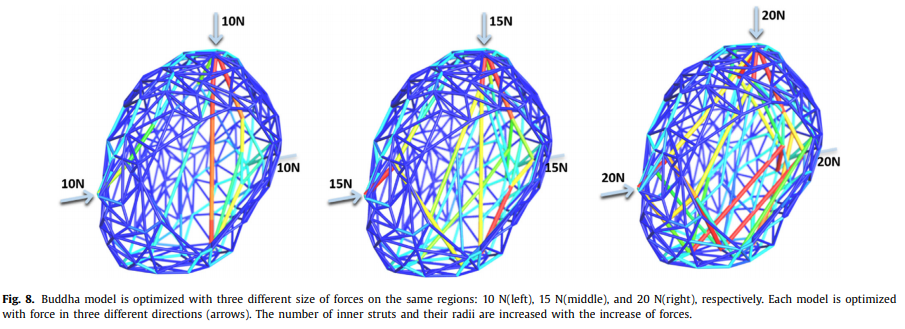 10N 15N 20N
10N 15N 20N
10N 15N 20N
Fig. 8. Buddha model is optimized with three different size of forces on the same regions: 10 N(left), 15 N(middle), and 20 N(right), respectively. Each model is optimized
with force in three different directions (arrows). The number of inner struts and their radii are increased with the increase of forces.